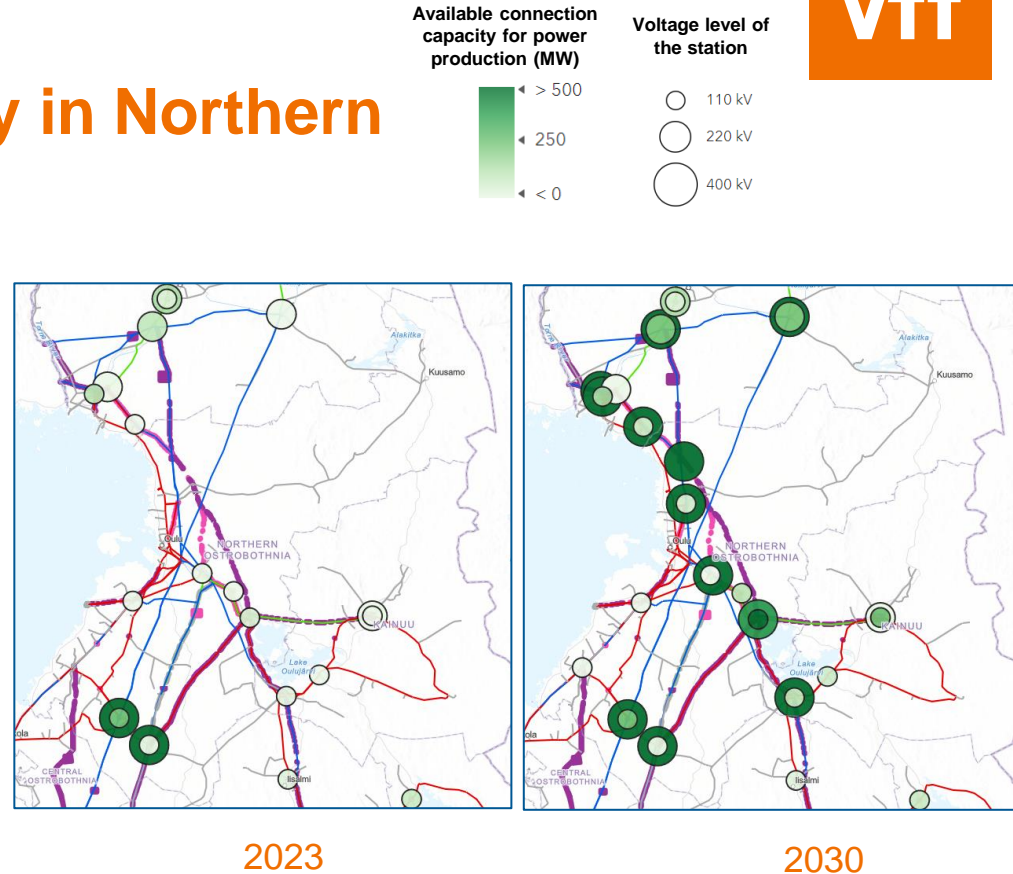 Available connection
capacity for power
production (MW)
Voltage level of
the station
VTT
y in Northern
> 500
250
< 0
110 kV
220 kV
400 kV
Alakitka
Kuusamo
Oulu
NORTHERN
OSTROBOTHNIA
KAINUU
Lake
Oulujärvi
ola
CENTRAL
OSTROBOTHNIA
Iisalmi
Alakitka
Kuusamo
Oulu
NORTHERN
OSTROBOTHNIA
KAINUU
Lake
Oulujärvi
ola
CENTRAL
OSTROBOTHNIA
Iisalmi
2023
2030